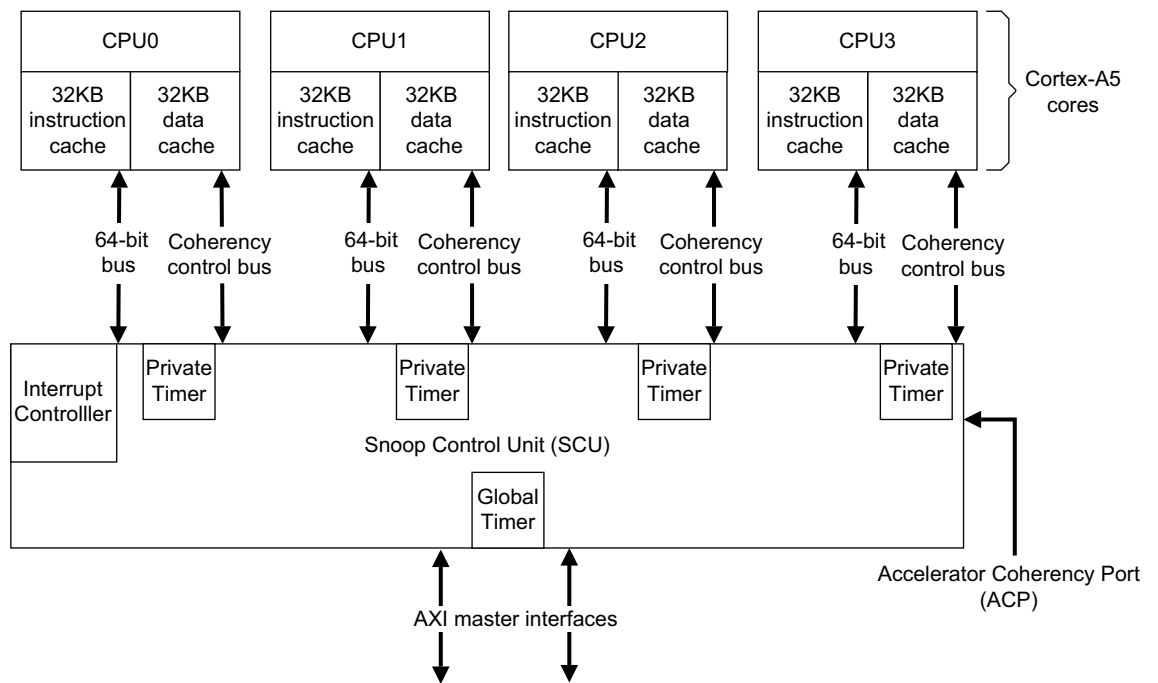 CPU0
CPU1
CPU2
CPU3
32KB
instruction
cache
32KB
data
cache
32KB
instruction
cache
32KB
data
cache
32KB
instruction
cache
32KB
data
cache
32KB
instruction
cache
32KB
data
cache
Cortex-A5
cores
64-bit
bus
Coherency
control bus
64-bit
bus
Coherency
control bus
64-bit
bus
Coherency
control bus
64-bit
bus
Coherency
control bus
Interrupt
Controlller
Private
Timer
Private
Timer
Private
Timer
Private
Timer
Snoop Control Unit (SCU)
Global
Timer
Accelerator Coherency Port
(ACP)
AXI master interfaces